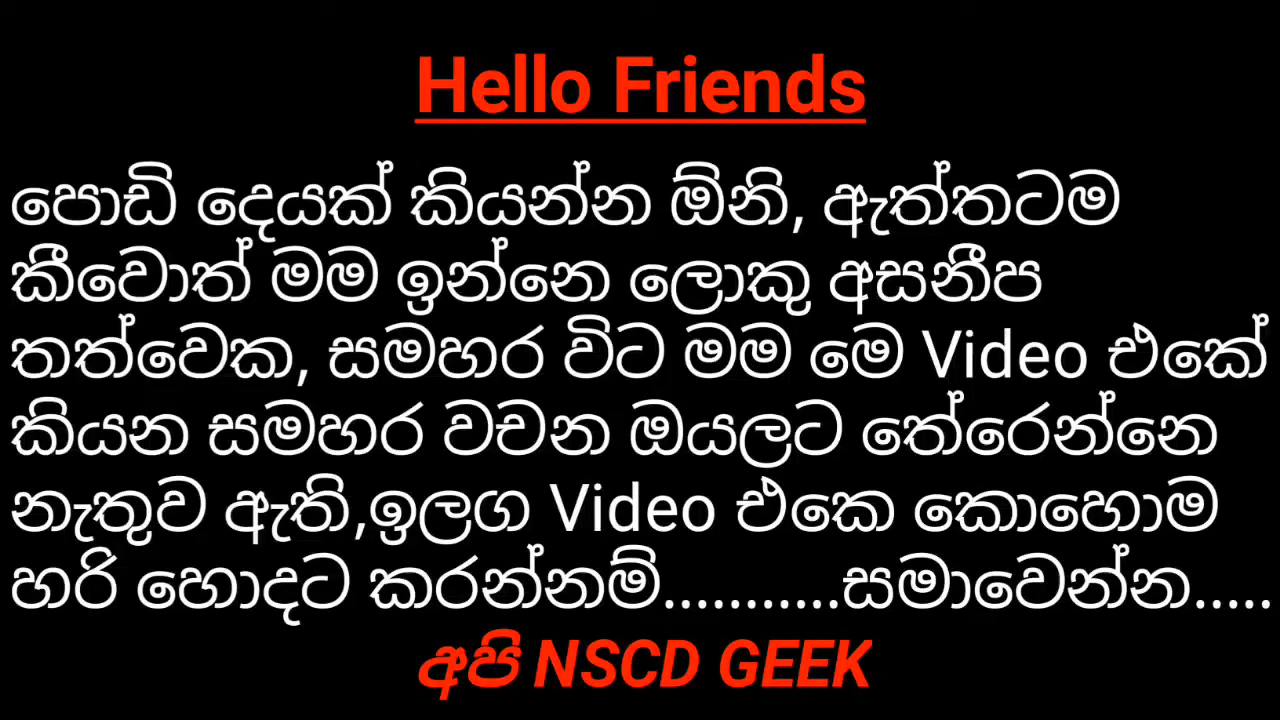 Hello Friends
පොඩි දෙයක් කියන්න ඕනි, ඇත්තටම
කීවොත් මම ඉන්නෙ ලොකු අසනීප
තත්වෙක, සමහර විට මම මෙ Video එකේ
කියන සමහර වචන ඔයලට තේරෙන්නෙ
නැතුව ඇති,ඉලග Video එකෙ කොහොම
හරි හොදට කරන්නම්...........සමාවෙන්න.....
අපි NSCD GEEK